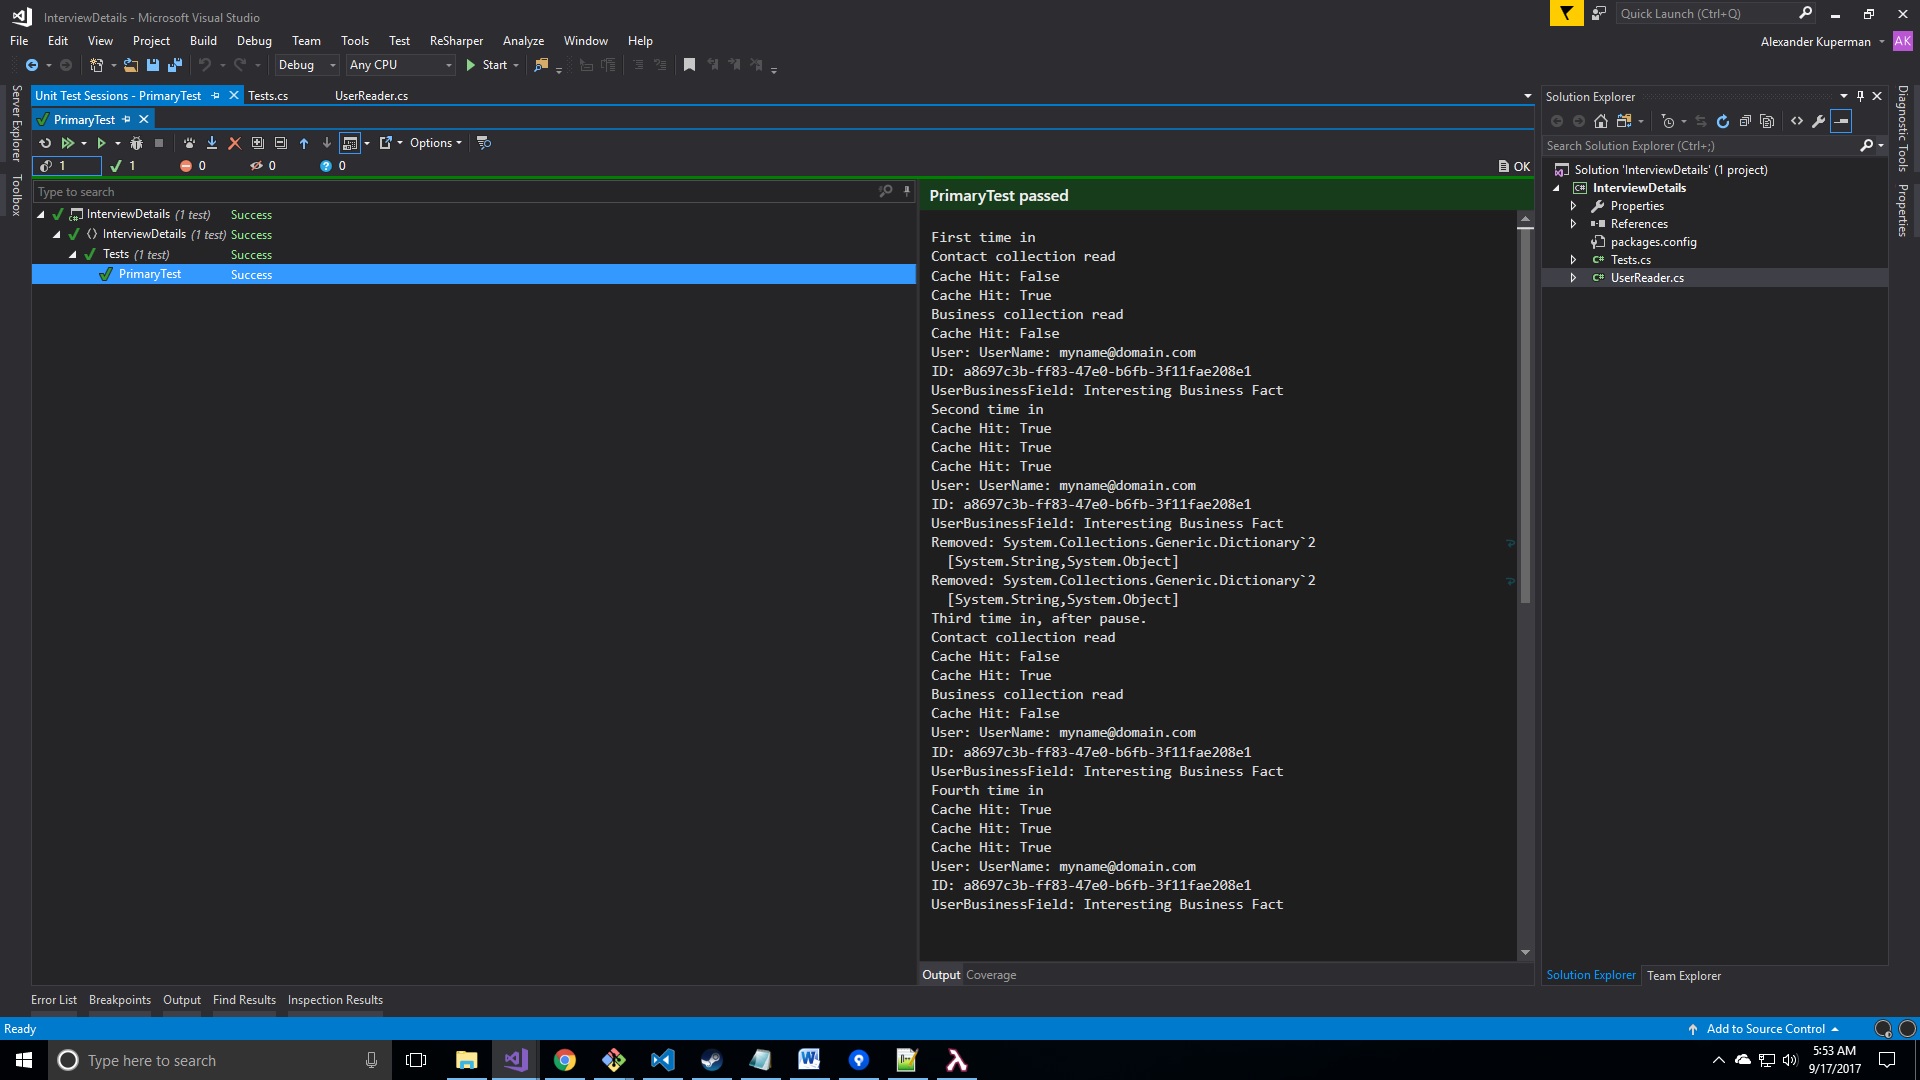 InterviewDetails - Microsoft Visual Studio
Quick Launch (Ctrl+Q)
File Edit View Project Build Debug Team Tools Test ReSharper Analyze Window Help
Alexander Kuperman AK
Debug Any CPU Start
Server Explorer
Toolbox
Unit Test Sessions - PrimaryTest Tests.cs UserReader.cs
PrimaryTest
Options
1 1 0 0 0 OK
Type to search
InterviewDetails (1 test) Success
InterviewDetails (1 test) Success
Tests (1 test) Success
PrimaryTest Success
PrimaryTest passed
First time in
Contact collection read
Cache Hit: False
Cache Hit: True
Business collection read
Cache Hit: False
User: UserName: myname@domain.com
ID: a8697c3b-ff83-47e0-b6fb-3f11fae208e1
UserBusinessField: Interesting Business Fact
Second time in
Cache Hit: True
Cache Hit: True
Cache Hit: True
User: UserName: myname@domain.com
ID: a8697c3b-ff83-47e0-b6fb-3f11fae208e1
UserBusinessField: Interesting Business Fact
Removed: System.Collections.Generic.Dictionary`2
[System.String,System.Object]
Removed: System.Collections.Generic.Dictionary`2
[System.String,System.Object]
Third time in, after pause.
Contact collection read
Cache Hit: False
Cache Hit: True
Business collection read
Cache Hit: False
User: UserName: myname@domain.com
ID: a8697c3b-ff83-47e0-b6fb-3f11fae208e1
UserBusinessField: Interesting Business Fact
Fourth time in
Cache Hit: True
Cache Hit: True
Cache Hit: True
User: UserName: myname@domain.com
ID: a8697c3b-ff83-47e0-b6fb-3f11fae208e1
UserBusinessField: Interesting Business Fact
Output Coverage
Solution Explorer
Search Solution Explorer (Ctrl+;)
Solution 'InterviewDetails' (1 project)
C# InterviewDetails
Properties
References
packages.config
C# Tests.cs
C# UserReader.cs
Solution Explorer Team Explorer
Diagnostic Tools
Properties
Error List Breakpoints Output Find Results Inspection Results
Ready
Add to Source Control
Type here to search
5:53 AM
9/17/2017